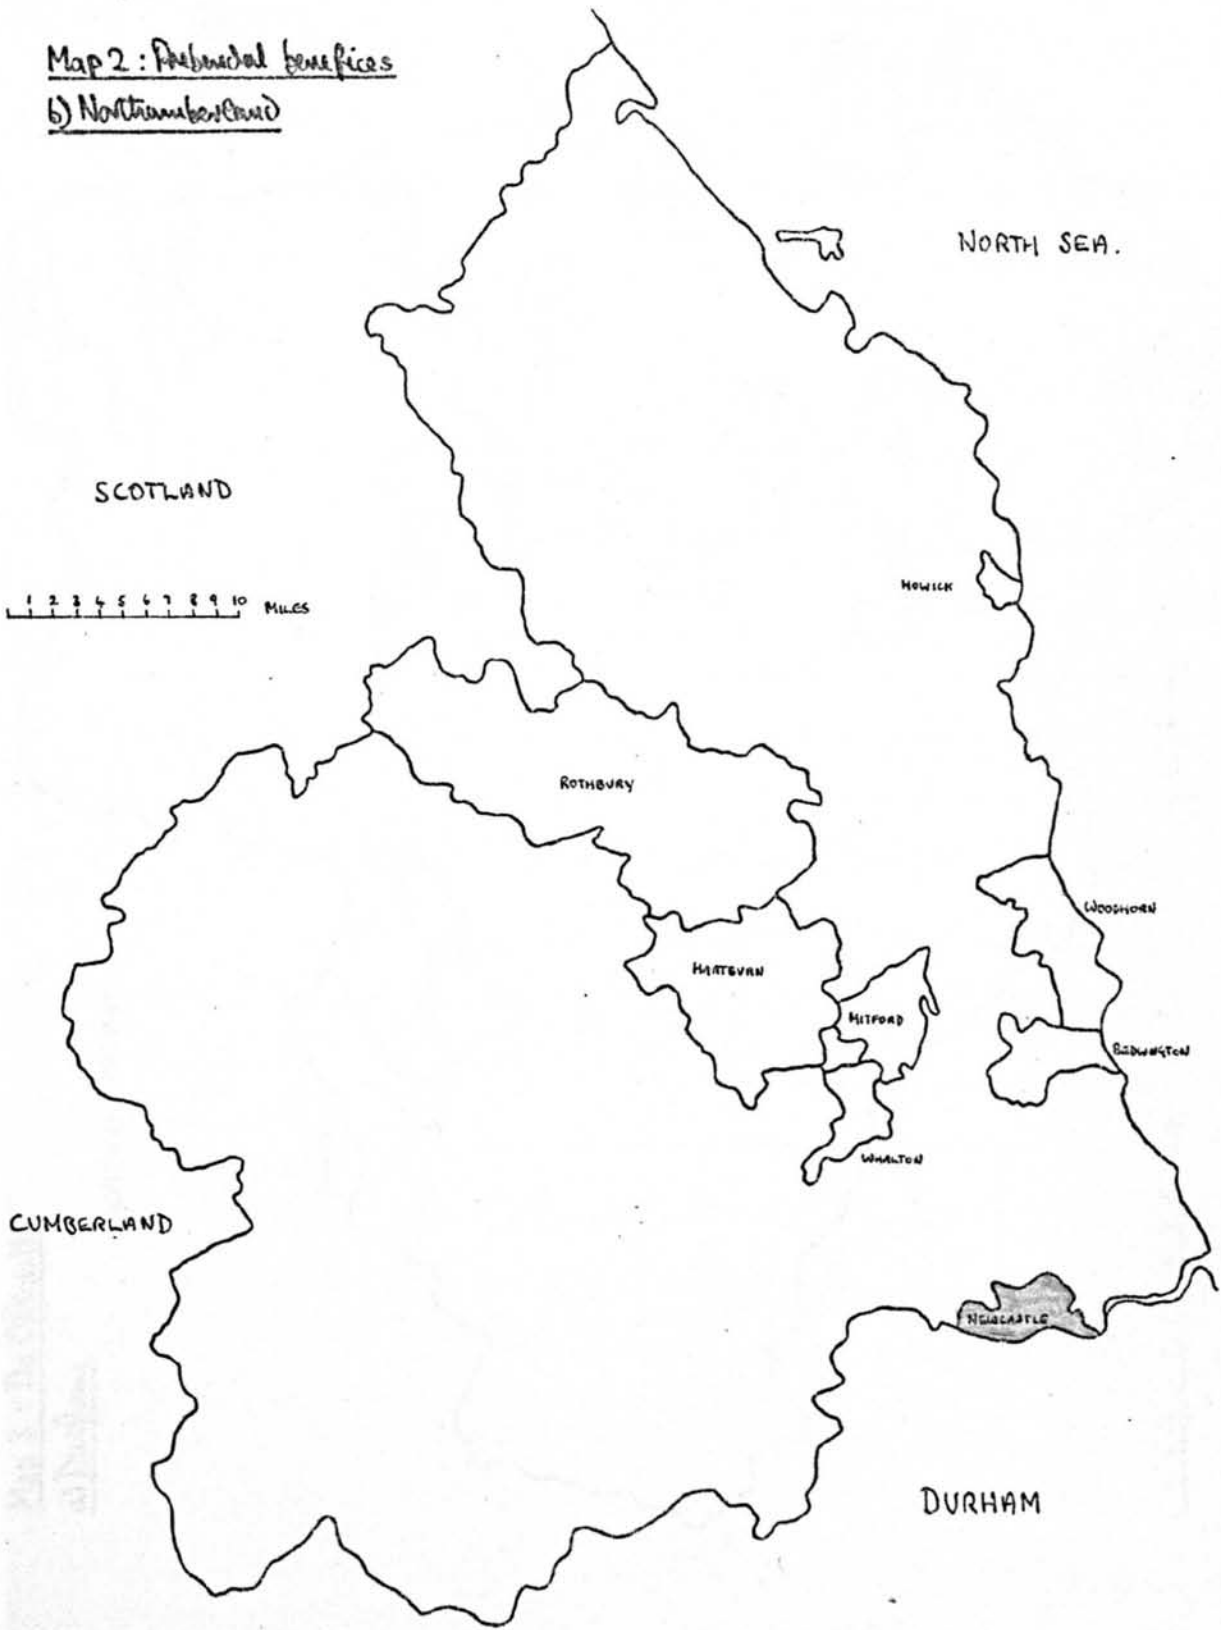 Map 2 : Prebendal benefices
b) Northumberland
NORTH SEA.
SCOTLAND
HOWICK
1 2 3 4 5 6 7 8 9 10 MILES
ROTHBURY
WOODHORN
HARTBURN
MITFORD
BEDLINGTON
WHALTON
CUMBERLAND
NEWCASTLE
DURHAM